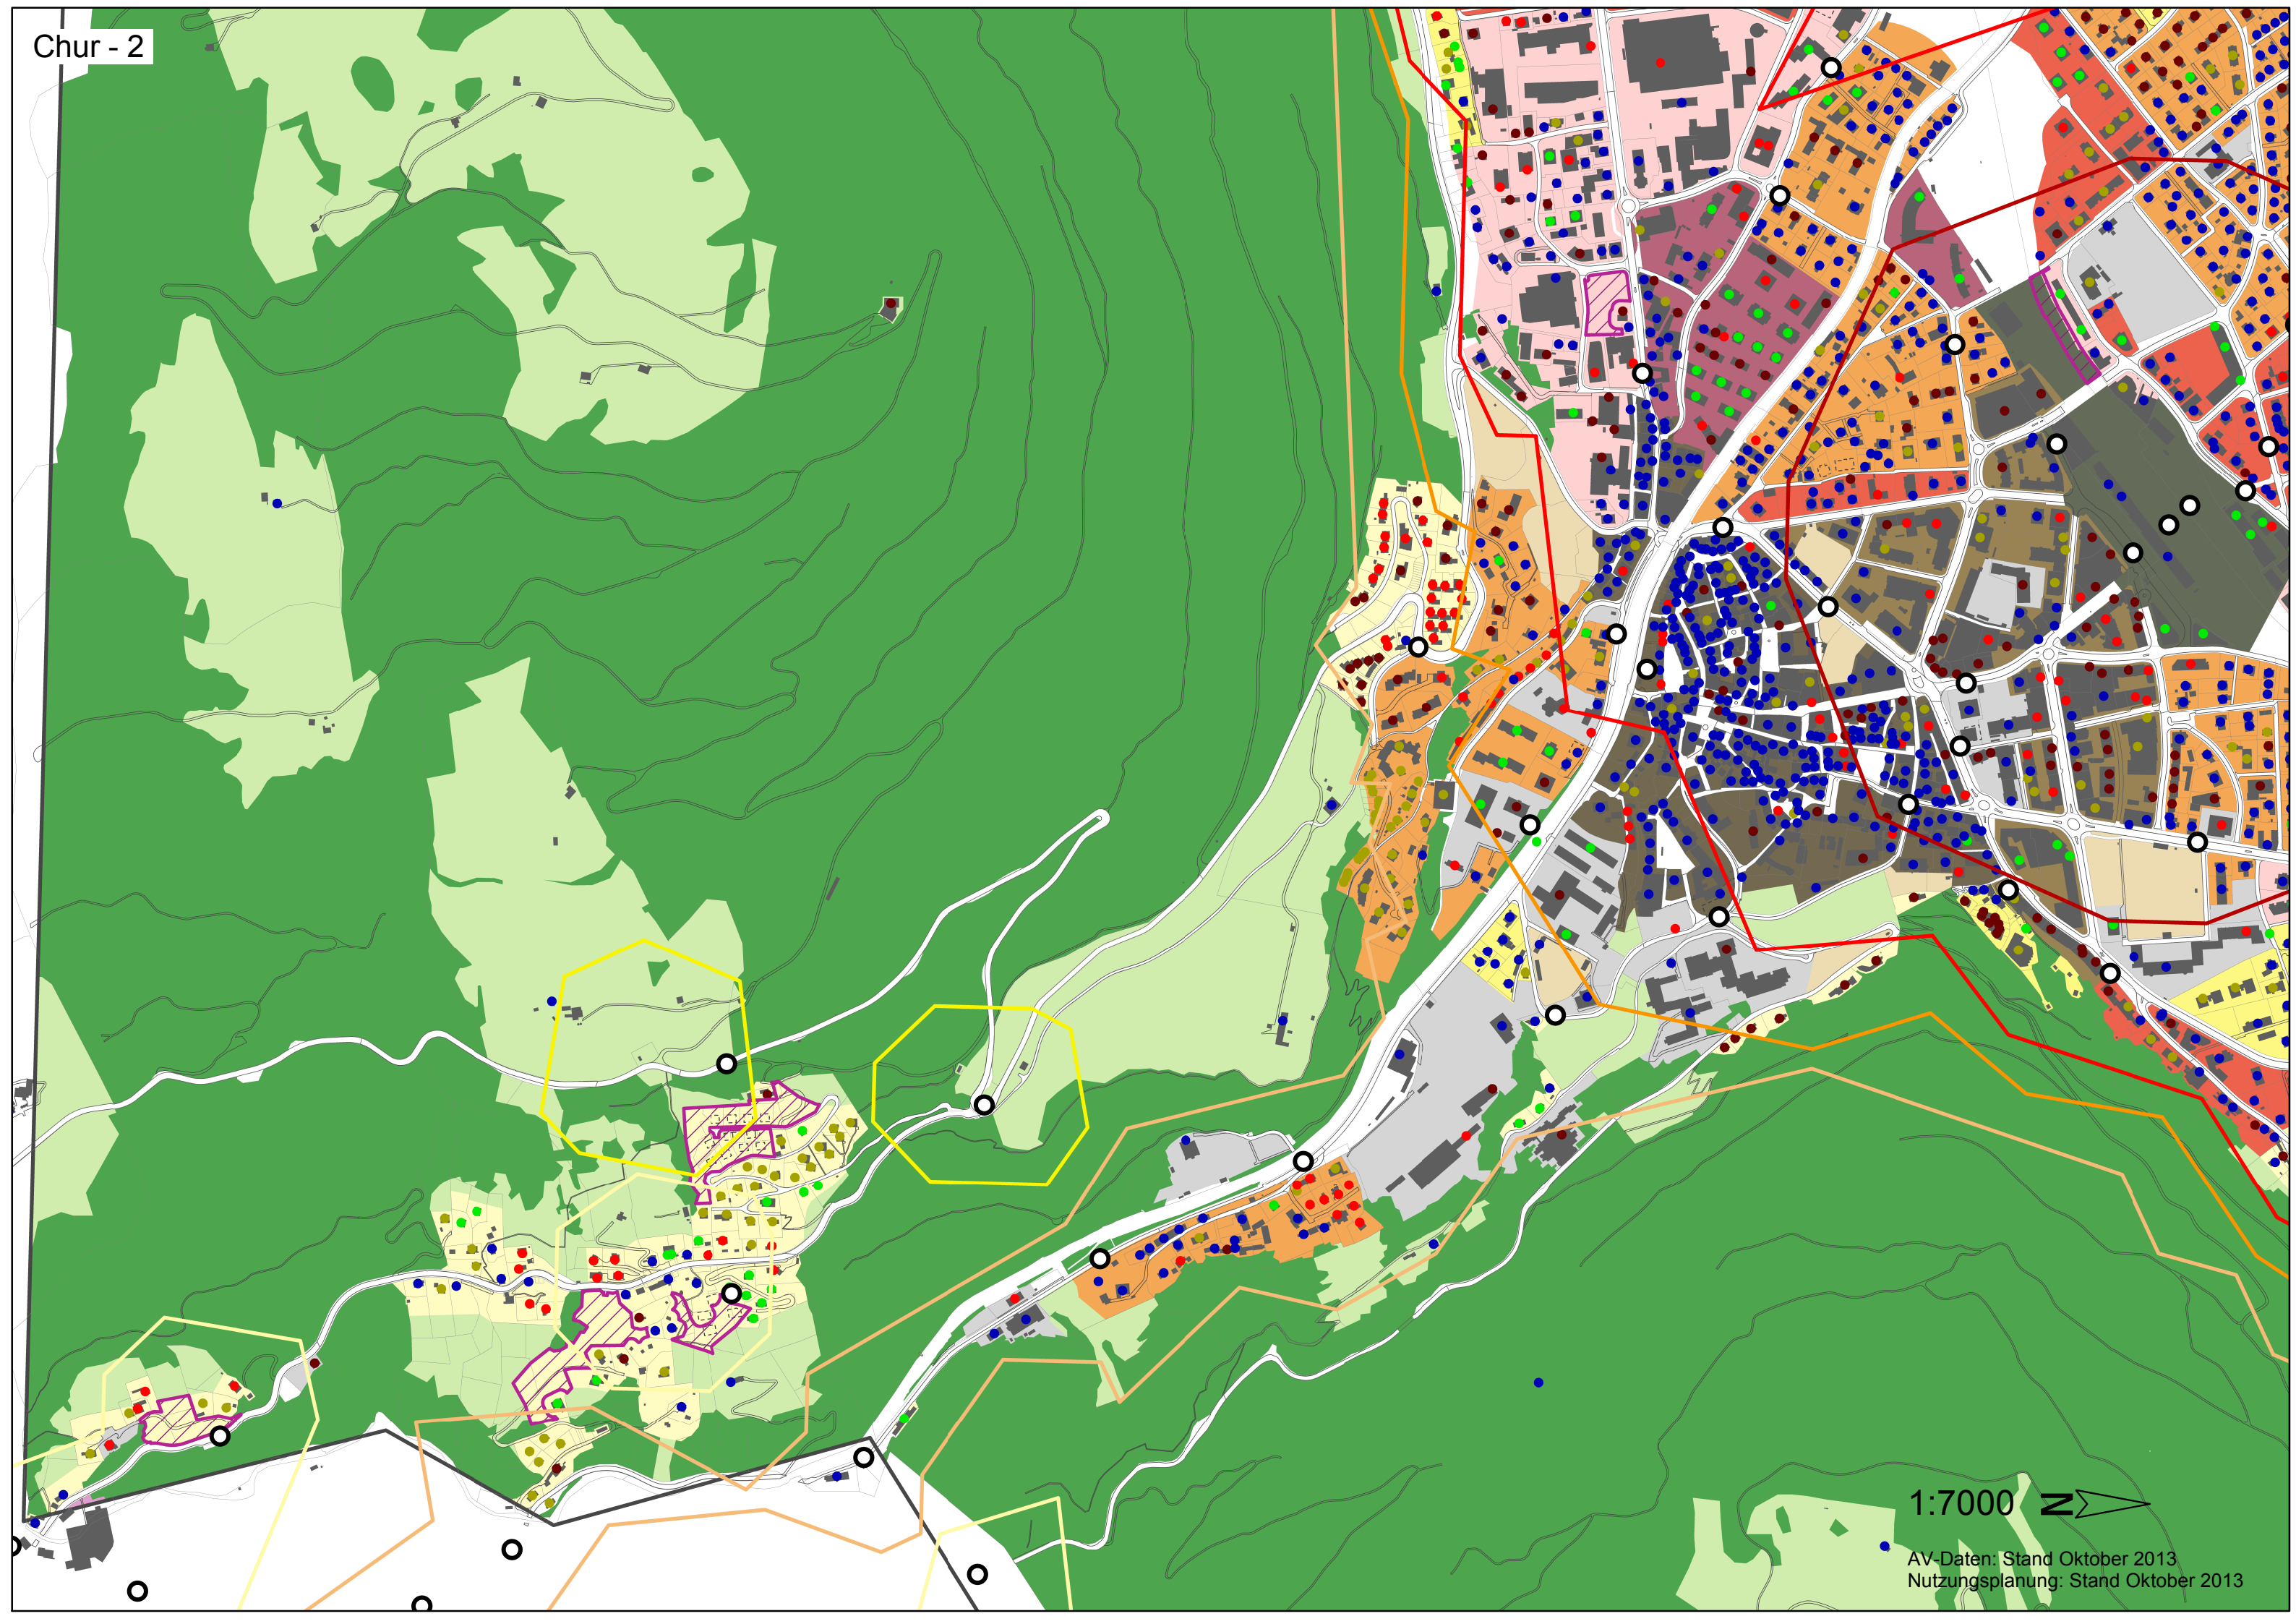 Chur - 2
1:7000 N
AV-Daten: Stand Oktober 2013
Nutzungsplanung: Stand Oktober 2013